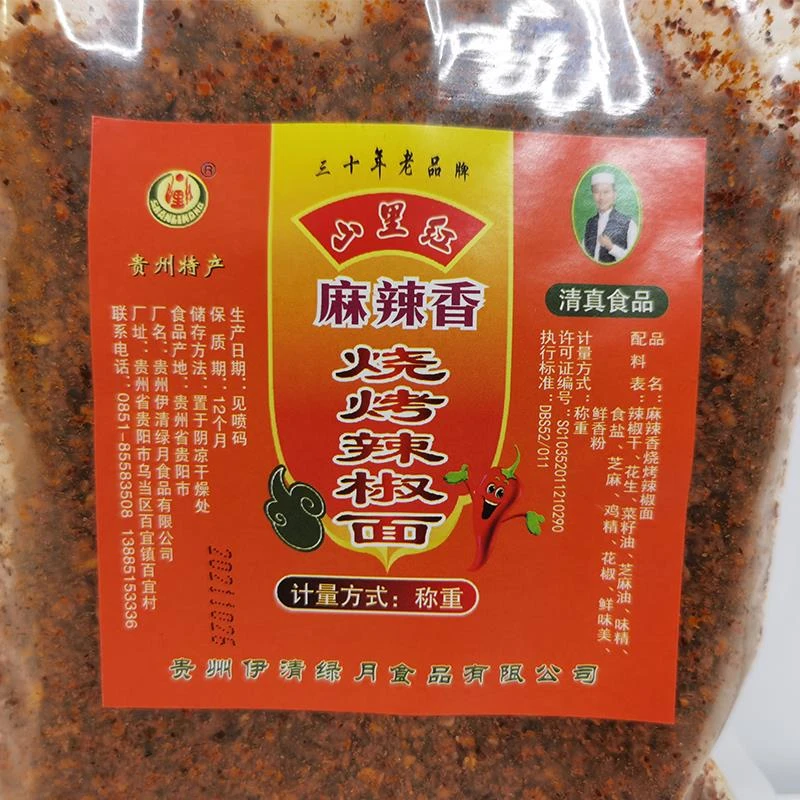 三十年老品牌
山里红
SHANLIHONG
®
贵州特产
清真食品
麻辣香
烧烤辣椒面
品名：麻辣香烧烤辣椒面
配料表：辣椒干、花生、菜籽油、芝麻油、味精、
食盐、芝麻、鸡精、花椒、鲜味美、
鲜香粉
计量方式：称重
许可证编号：SC10352011210290
执行标准：DBS52/011
生产日期：见喷码
保质期：12个月
储存方法：置于阴凉干燥处
食品产地：贵州省贵阳市
厂名：贵州伊清绿月食品有限公司
厂址：贵州省贵阳市乌当区百宜镇百宜村
联系电话：0851-86583508 13885153336
计量方式：称重
贵州伊清绿月食品有限公司